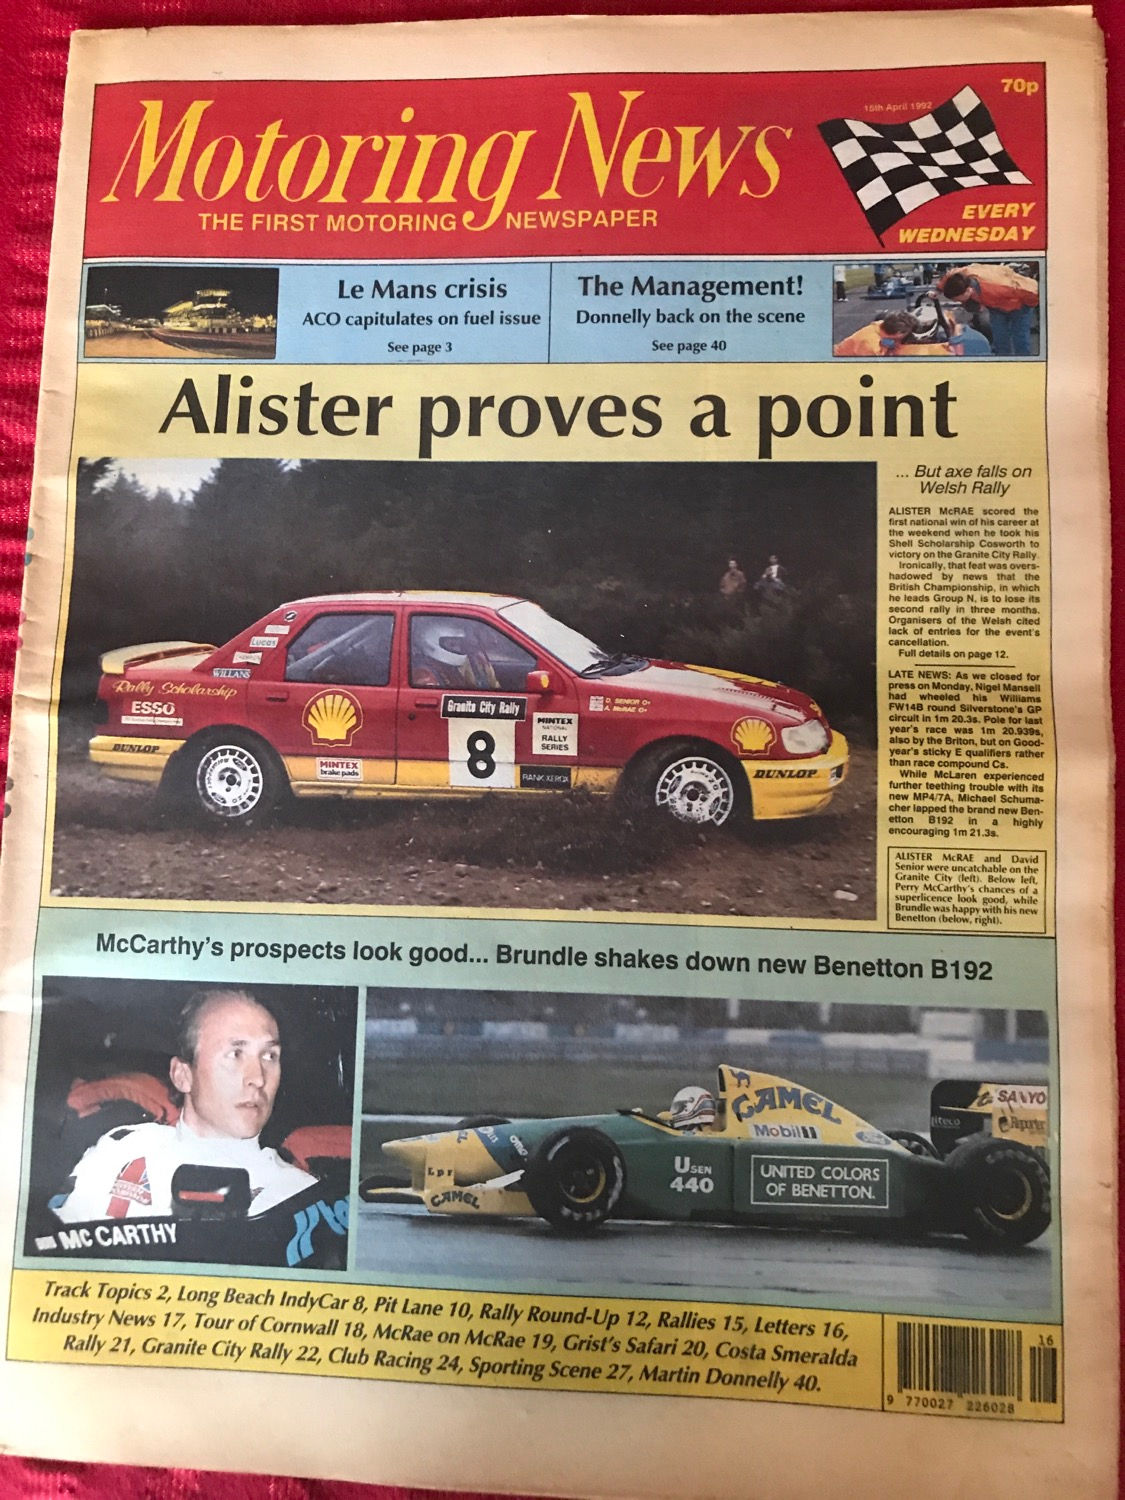 70p
15th April 1992
Motoring News
THE FIRST MOTORING NEWSPAPER
EVERY
WEDNESDAY
Le Mans crisis
ACO capitulates on fuel issue
See page 3
The Management!
Donnelly back on the scene
See page 40
Alister proves a point
... But axe falls on
Welsh Rally
ALISTER McRAE scored the
first national win of his career at
the weekend when he took his
Shell Scholarship Cosworth to
victory on the Granite City Rally.
Ironically, that feat was overs-
hadowed by news that the
British Championship, in which
he leads Group N, is to lose its
second rally in three months.
Organisers of the Welsh cited
lack of entries for the event's
cancellation.
Full details on page 12.
LATE NEWS: As we closed for
press on Monday, Nigel Mansell
had wheeled his Williams
FW14B round Silverstone's GP
circuit in 1m 20.3s. Pole for last
year's race was 1m 20.939s,
also by the Briton, but on Good-
year's sticky E qualifiers rather
than race compound Cs.
While McLaren experienced
further teething trouble with its
new MP4/7A, Michael Schuma-
cher lapped the brand new Ben-
etton B192 in a highly
encouraging 1m 21.3s.
ALISTER McRAE and David
Senior were uncatchable on the
Granite City (left). Below left,
Perry McCarthy's chances of a
superlicence look good, while
Brundle was happy with his new
Benetton (below, right).
Lucas
WILLANS
Rally Scholarship
ESSO
DUNLOP
MINTEX
brake pads
Granite City Rally
8
MINTEX
NATIONAL
RALLY
SERIES
RANK XEROX
D. SENIOR O+
A. McRAE O+
DUNLOP
McCarthy's prospects look good... Brundle shakes down new Benetton B192
MC CARTHY
CAMEL
Mobil 1
Ford
SANYO
CAMEL
USEN
440
UNITED COLORS
OF BENETTON.
Track Topics 2, Long Beach IndyCar 8, Pit Lane 10, Rally Round-Up 12, Rallies 15, Letters 16,
Industry News 17, Tour of Cornwall 18, McRae on McRae 19, Grist's Safari 20, Costa Smeralda
Rally 21, Granite City Rally 22, Club Racing 24, Sporting Scene 27, Martin Donnelly 40.
16
9 770027 226028